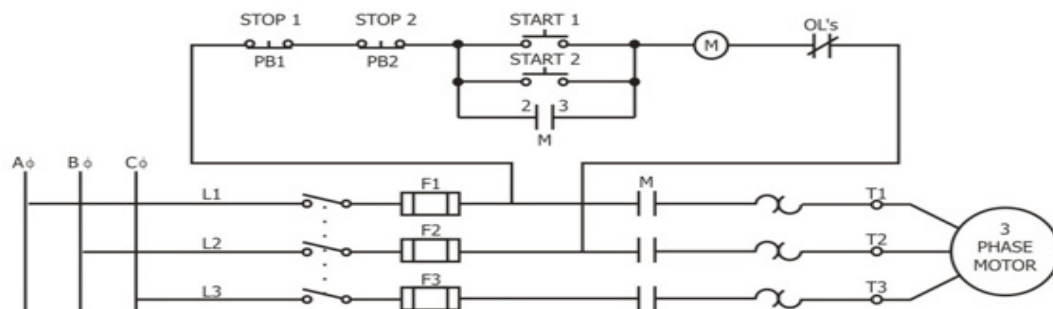 STOP 1
STOP 2
START 1
OL's
M
PB1
PB2
START 2
2 3
M
Aϕ
Bϕ
Cϕ
L1
F1
M
T1
L2
F2
T2
3
PHASE
MOTOR
L3
F3
T3